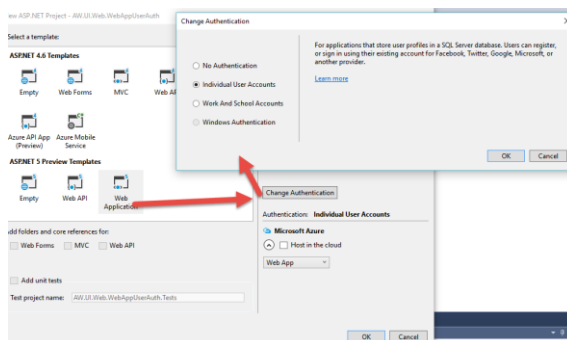 ew ASP.NET Project - AW.UI.Web.WebAppUserAuth
Select a template:
ASP.NET 4.6 Templates
Empty
Web Forms
MVC
Web AP
Azure API App
(Preview)
Azure Mobile
Service
ASP.NET 5 Preview Templates
Empty
Web API
Web
Application
Add folders and core references for:
Web Forms
MVC
Web API
Add unit tests
Test project name:
AW.UI.Web.WebAppUserAuth.Tests
Change Authentication
No Authentication
Individual User Accounts
Work And School Accounts
Windows Authentication
For applications that store user profiles in a SQL Server database. Users can register,
or sign in using their existing account for Facebook, Twitter, Google, Microsoft, or
another provider.
Learn more
OK
Cancel
Change Authentication
Authentication: Individual User Accounts
Microsoft Azure
Host in the cloud
Web App
OK
Cancel